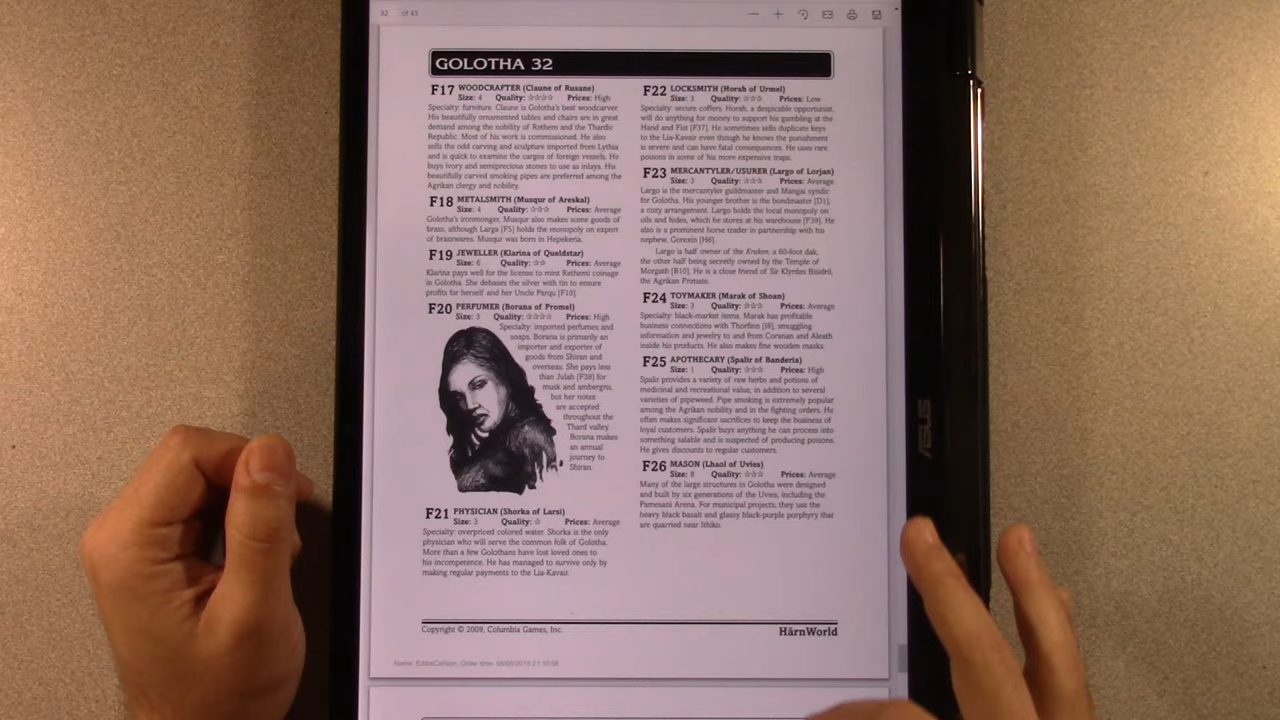 32 of 43
GOLOTHA 32
F17 WOODCRAFTER (Claune of Rusane)
Size: 4 Quality: ☆☆☆☆ Prices: High
Specialty: furniture. Claune is Golotha's best woodcarver.
His beautifully ornamented tables and chairs are in great
demand among the nobility of Rethem and the Thardic
Republic. Most of his work is commissioned. He also
sells the odd carving and sculpture imported from Lythia
and is quick to examine the cargos of foreign vessels. He
buys ivory and semiprecious stones to use as inlays. His
beautifully carved smoking pipes are preferred among the
Agrikan clergy and nobility.
F18 METALSMITH (Musqur of Areskal)
Size: 4 Quality: ☆☆☆ Prices: Average
Golotha's ironmonger, Musqur also makes some goods of
brass, although Larga [F5] holds the monopoly on export
of brasswares. Musqur was born in Hepekeria.
F19 JEWELLER (Klarina of Queldstar)
Size: 6 Quality: ☆☆ Prices: Average
Klarina pays well for the license to mint Rethemi coinage
in Golotha. She debases the silver with tin to ensure
profits for herself and her Uncle Parqu [F10].
F20 PERFUMER (Borana of Promel)
Size: 3 Quality: ☆☆☆☆ Prices: High
Specialty: imported perfumes and
soaps. Borana is primarily an
importer and exporter of
goods from Shiran and
overseas. She pays less
than Julah [F38] for
musk and ambergris,
but her notes
are accepted
throughout the
Thard valley.
Borana makes
an annual
journey to
Shiran.
F21 PHYSICIAN (Shorka of Larsi)
Size: 3 Quality: ☆ Prices: Average
Specialty: overpriced colored water. Shorka is the only
physician who will serve the common folk of Golotha.
More than a few Golothans have lost loved ones to
his incompetence. He has managed to survive only by
making regular payments to the Lia-Kavair.
F22 LOCKSMITH (Horah of Urmel)
Size: 3 Quality: ☆☆☆ Prices: Low
Specialty: secure coffers. Horah, a despicable opportunist,
will do anything for money to support his gambling at the
Hand and Fist [F37]. He sometimes sells duplicate keys
to the Lia-Kavair even though he knows the punishment
is severe and can have fatal consequences. He uses rare
poisons in some of his more expensive traps.
F23 MERCANTYLER/USURER (Largo of Lorjan)
Size: 3 Quality: ☆☆☆ Prices: Average
Largo is the mercantyler guildmaster and Mangai syndic
for Golotha. His younger brother is the bondmaster [D1],
a cozy arrangement. Largo holds the local monopoly on
oils and hides, which he stores at his warehouse [F39]. He
also is a prominent horse trader in partnership with his
nephew, Goroxin [H6].
Largo is half owner of the Kraken, a 60-foot dak,
the other half being secretly owned by the Temple of
Morgath [B10]. He is a close friend of Sir Klyrdes Bisidril,
the Agrikan Primate.
F24 TOYMAKER (Marak of Shoan)
Size: 3 Quality: ☆☆☆ Prices: Average
Specialty: black-market items. Marak has profitable
business connections with Thorfinn [I6], smuggling
information and jewelry to and from Coranan and Aleath
inside his products. He also makes fine wooden masks.
F25 APOTHECARY (Spalir of Banderia)
Size: 1 Quality: ☆☆☆ Prices: High
Spalir provides a variety of raw herbs and potions of
medicinal and recreational value, in addition to several
varieties of pipeweed. Pipe smoking is extremely popular
among the Agrikan nobility and in the fighting orders. He
often makes significant sacrifices to keep the business of
loyal customers. Spalir buys anything he can process into
something salable and is suspected of producing poisons.
He gives discounts to regular customers.
F26 MASON (Lhaol of Uvies)
Size: 8 Quality: ☆☆☆ Prices: Average
Many of the large structures in Golotha were designed
and built by six generations of the Uvies, including the
Pamesani Arena. For municipal projects, they use the
heavy black basalt and glassy black-purple porphyry that
are quarried near Ishiko.
Copyright © 2009, Columbia Games, Inc.
HârnWorld
Order time:
ASUS